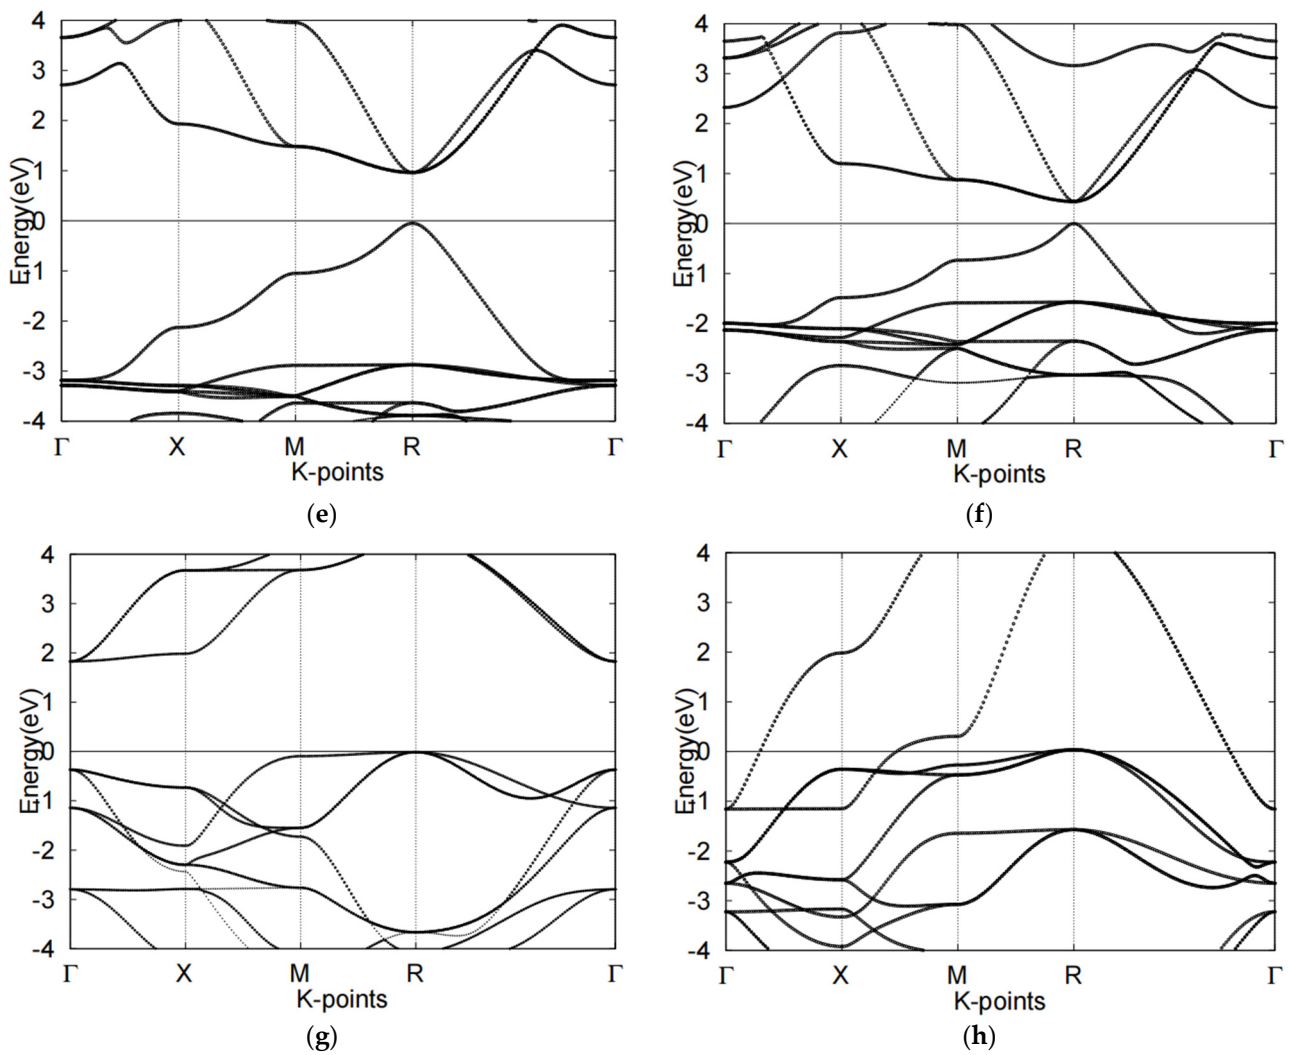 4 4
3 3
2 2
1 1
0 0
-1 -1
-2 -2
-3 -3
-4 -4
Energy(eV) Energy(eV)
Γ X M R Γ Γ X M R Γ
K-points K-points
(e) (f)
4 4
3 3
2 2
1 1
0 0
-1 -1
-2 -2
-3 -3
-4 -4
Energy(eV) Energy(eV)
Γ X M R Γ Γ X M R Γ
K-points K-points
(g) (h)